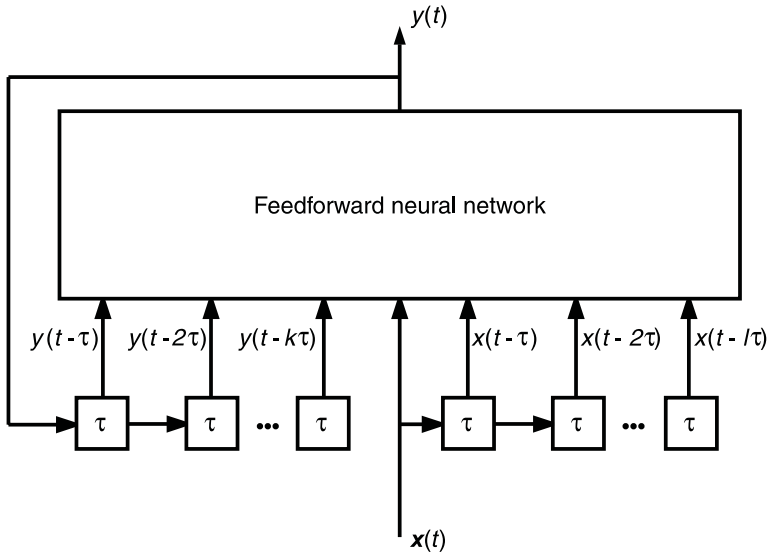 y(t)
Feedforward neural network
y(t - τ) y(t - 2τ) y(t - kτ) x(t - τ) x(t - 2τ) x(t - lτ)
τ τ ... τ τ τ ... τ
x(t)